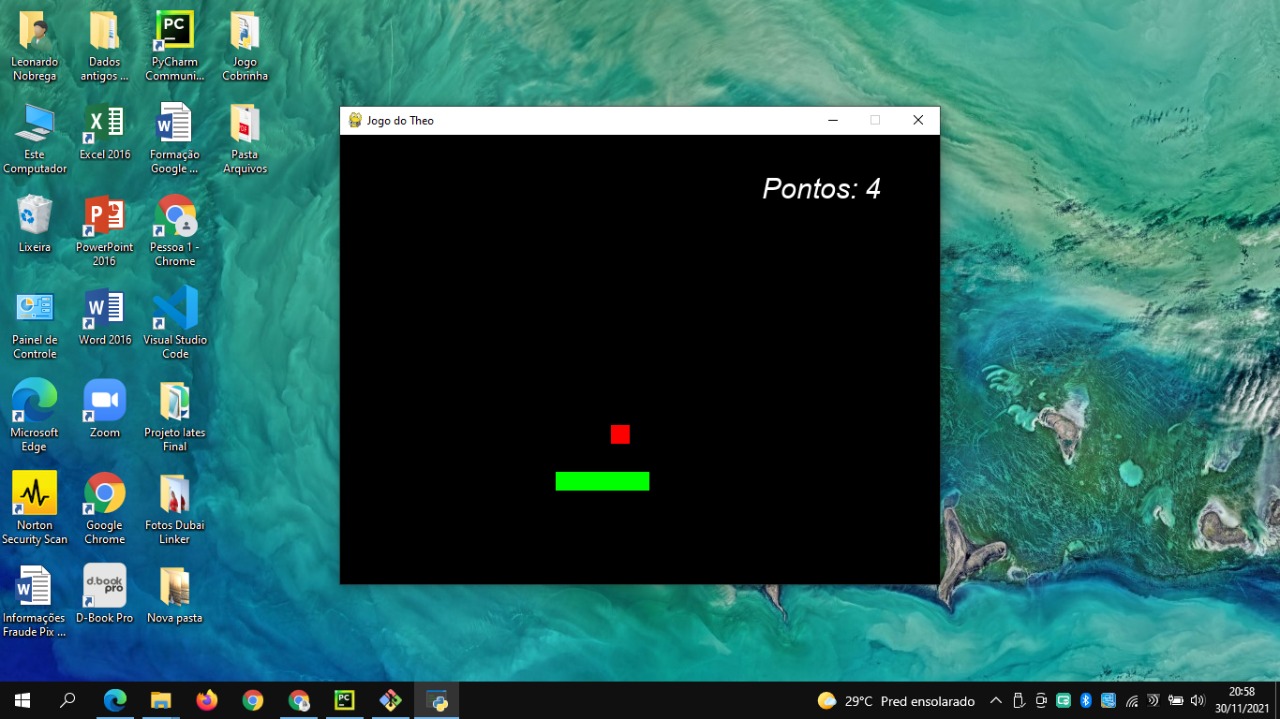 Leonardo
Nobrega
Dados
antigos ...
PC
PyCharm
Communi...
Jogo
Cobrinha
Este
Computador
Excel 2016
Formação
Google ...
Pasta
Arquivos
Lixeira
PowerPoint
2016
Pessoa 1 -
Chrome
Painel de
Controle
Word 2016
Visual Studio
Code
Microsoft
Edge
Zoom
Projeto lates
Final
Norton
Security Scan
Google
Chrome
Fotos Dubai
Linker
Informações
Fraude Pix ...
d.book
pro
D-Book Pro
Nova pasta
Jogo do Theo
Pontos: 4
29°C Pred ensolarado
20:58
30/11/2021